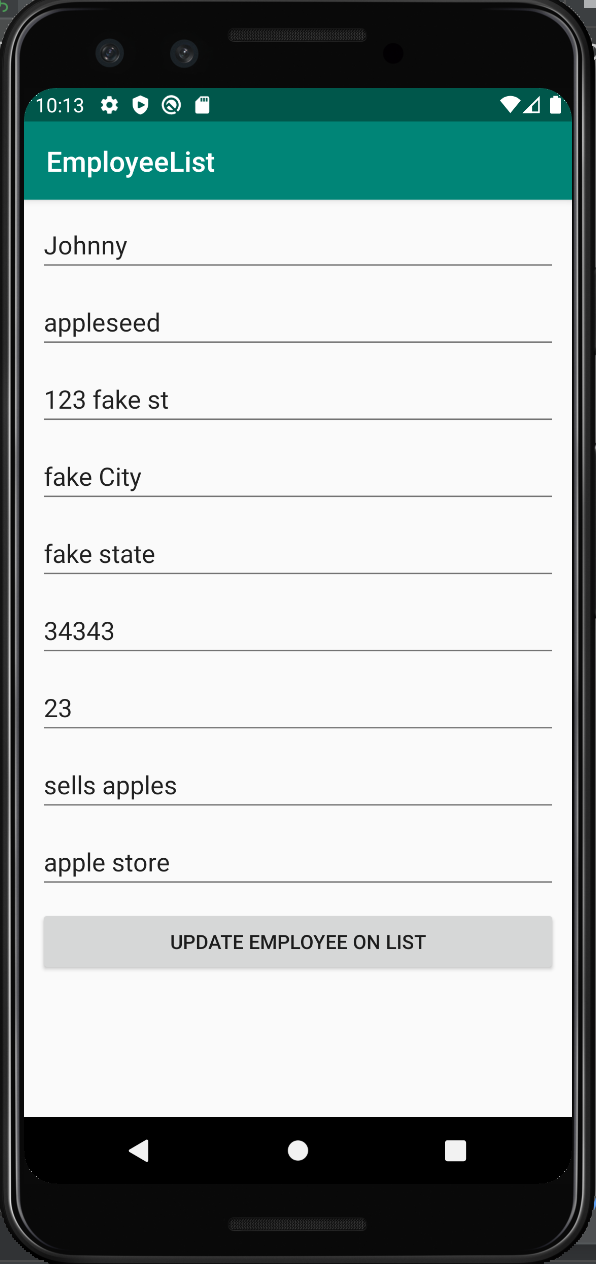 10:13
EmployeeList
Johnny
appleseed
123 fake st
fake City
fake state
34343
23
sells apples
apple store
UPDATE EMPLOYEE ON LIST